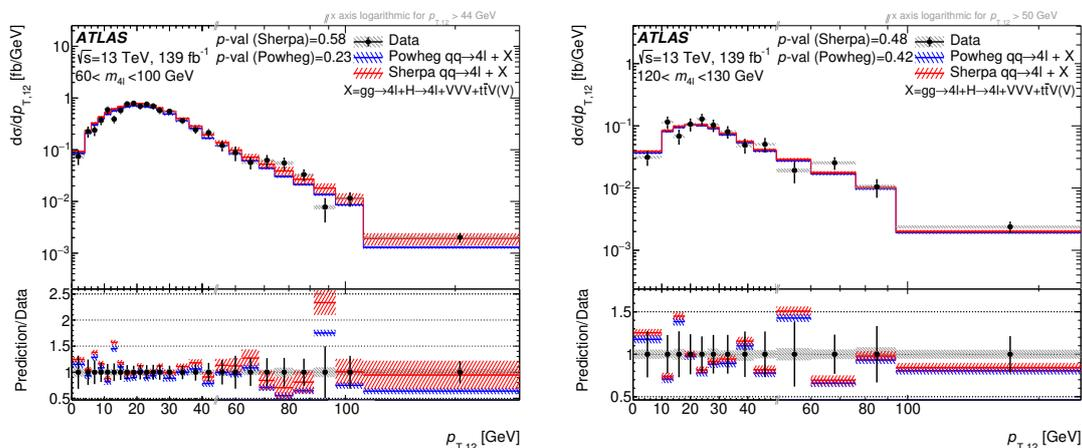 x axis logarithmic for p_T,12 > 44 GeV
ATLAS
√s=13 TeV, 139 fb⁻¹
60< m_4l <100 GeV
p-val (Sherpa)=0.58
p-val (Powheg)=0.23
Data
Powheg qq→4l + X
Sherpa qq→4l + X
X=gg→4l+H→4l+VVV+tt̄V(V)
dσ/dp_T,12 [fb/GeV]
10
1
10⁻¹
10⁻²
10⁻³
Prediction/Data
2.5
2
1.5
1
0.5
0 10 20 30 40 60 80 100
p_T,12 [GeV]
x axis logarithmic for p_T,12 > 50 GeV
ATLAS
√s=13 TeV, 139 fb⁻¹
120< m_4l <130 GeV
p-val (Sherpa)=0.48
p-val (Powheg)=0.42
Data
Powheg qq→4l + X
Sherpa qq→4l + X
X=gg→4l+H→4l+VVV+tt̄V(V)
dσ/dp_T,12 [fb/GeV]
1
10⁻¹
10⁻²
10⁻³
Prediction/Data
1.5
1
0.5
0 10 20 30 40 60 80 100
p_T,12 [GeV]